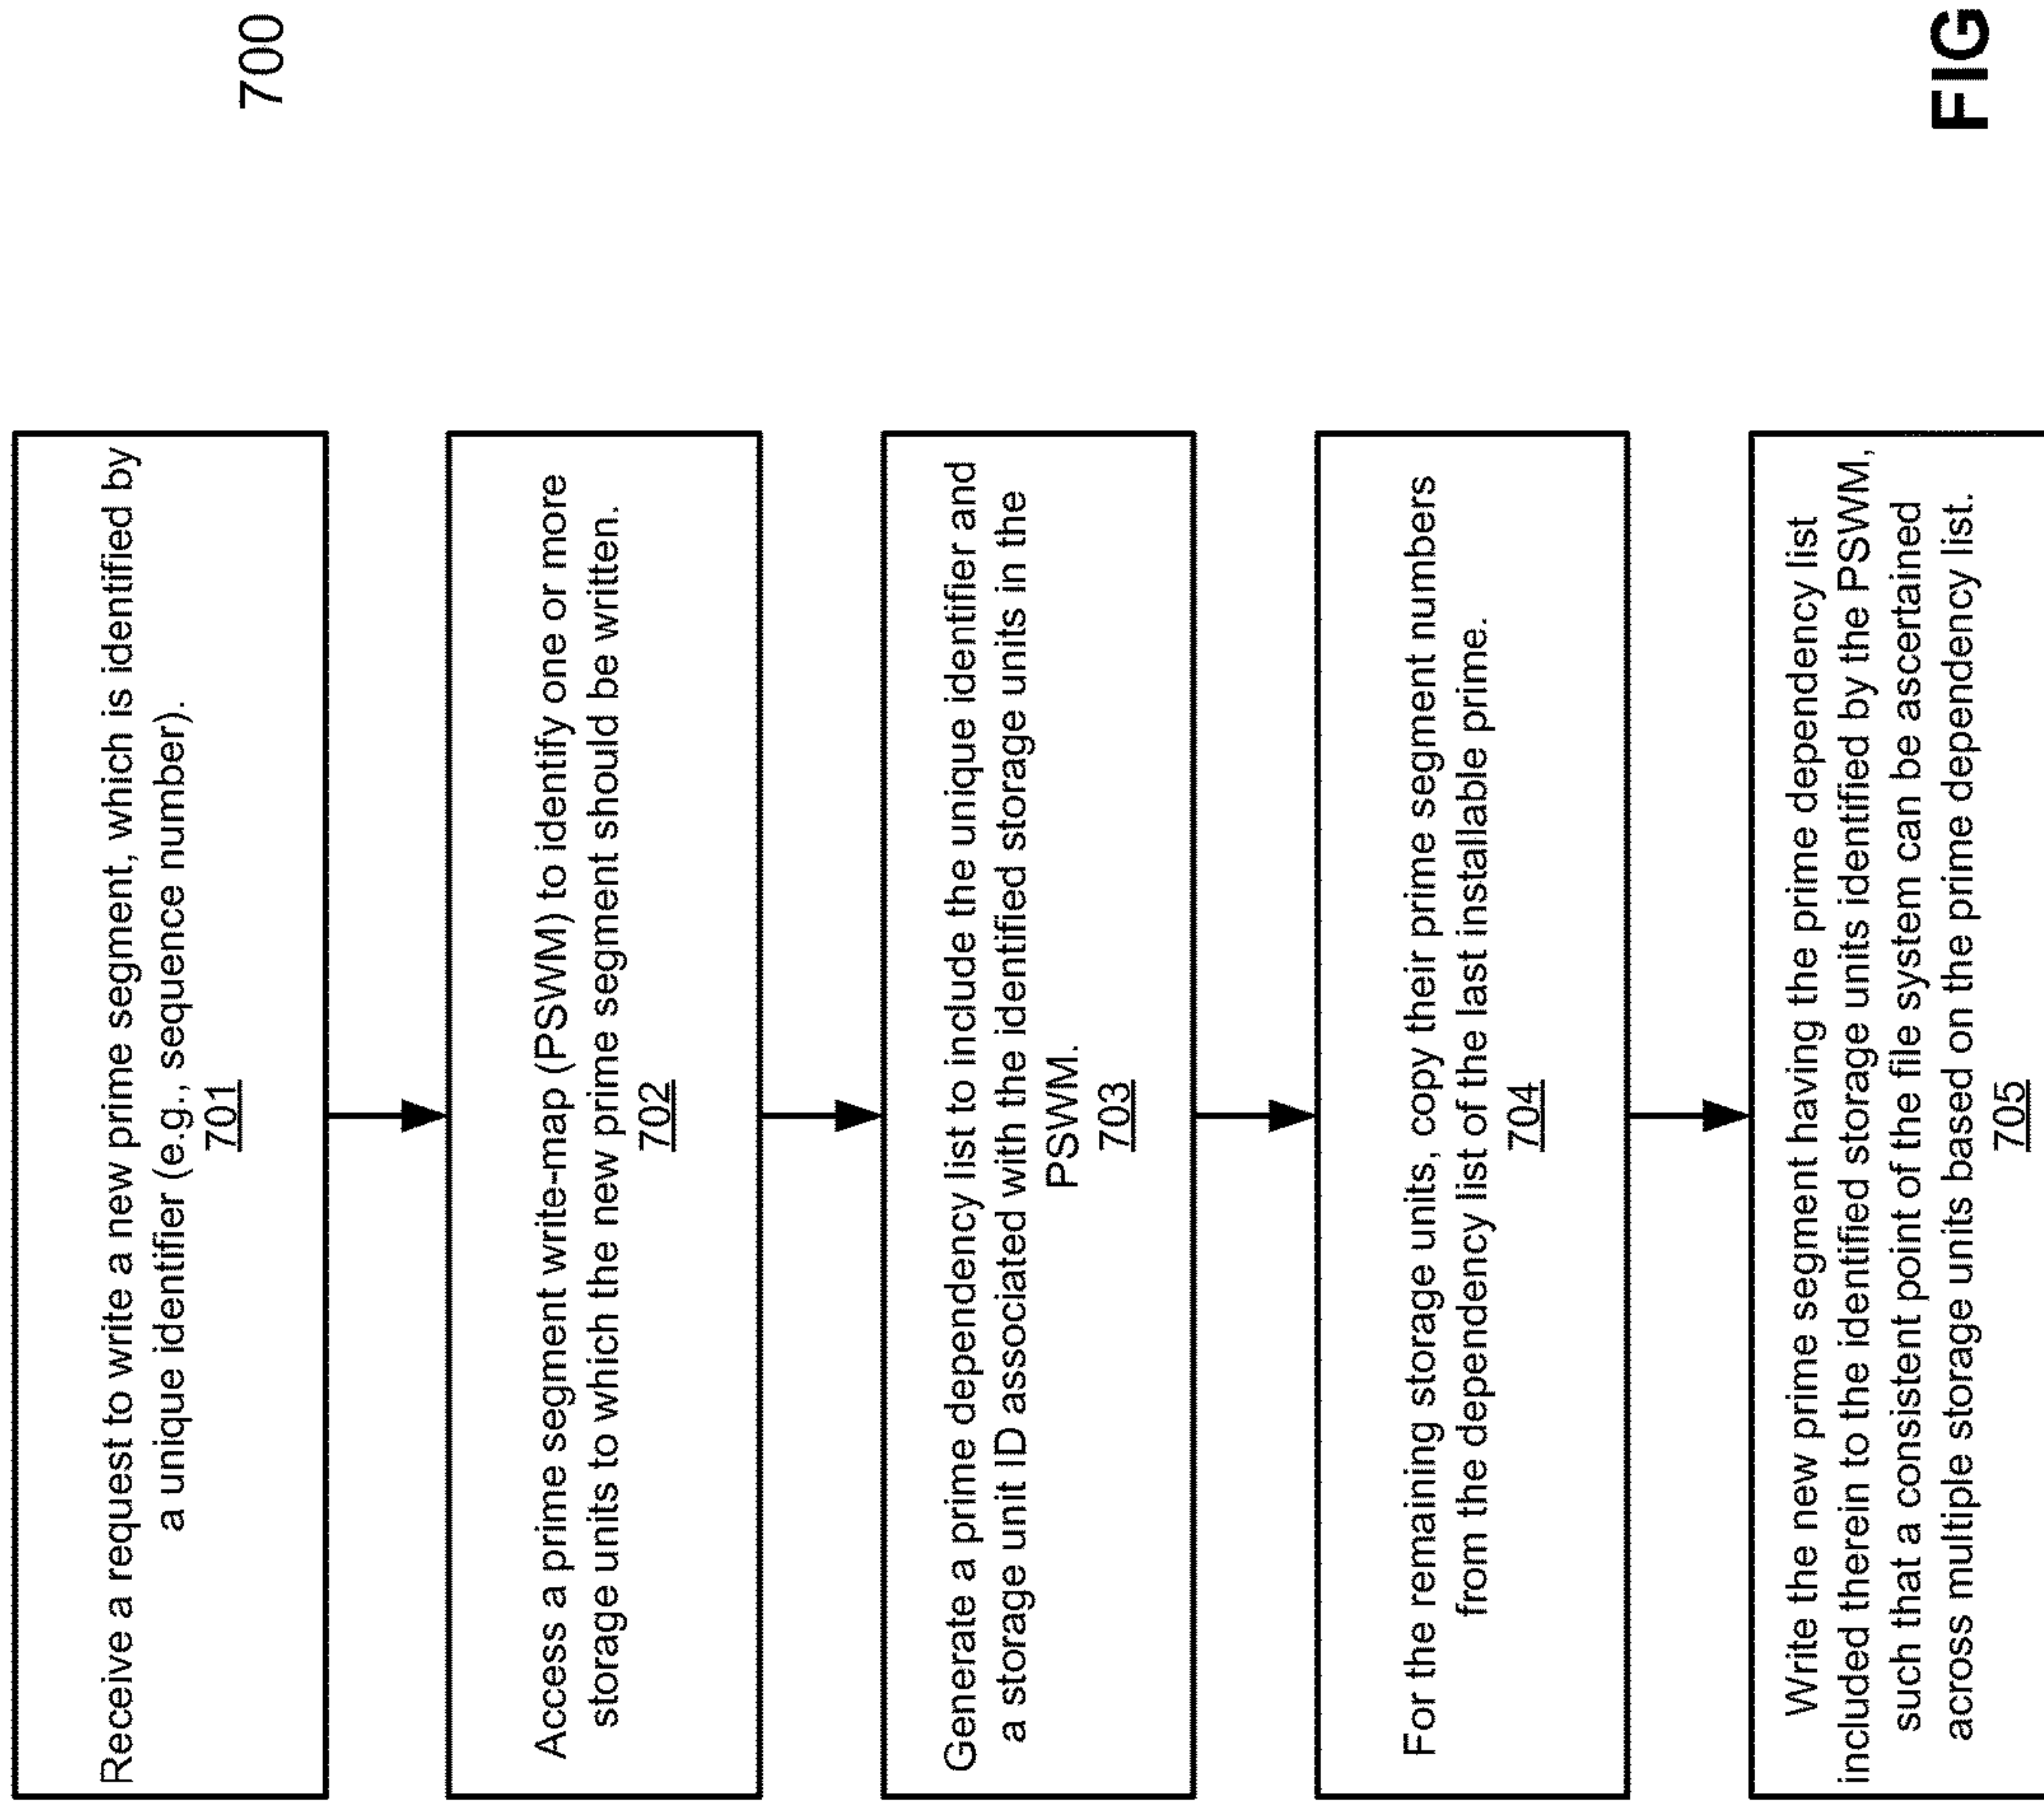 700
Receive a request to write a new prime segment, which is identified by
a unique identifier (e.g., sequence number).
701
Access a prime segment write-map (PSWM) to identify one or more
storage units to which the new prime segment should be written.
702
Generate a prime dependency list to include the unique identifier and
a storage unit ID associated with the identified storage units in the
PSWM.
703
For the remaining storage units, copy their prime segment numbers
from the dependency list of the last installable prime.
704
Write the new prime segment having the prime dependency list
included therein to the identified storage units identified by the PSWM,
such that a consistent point of the file system can be ascertained
across multiple storage units based on the prime dependency list.
705
FIG